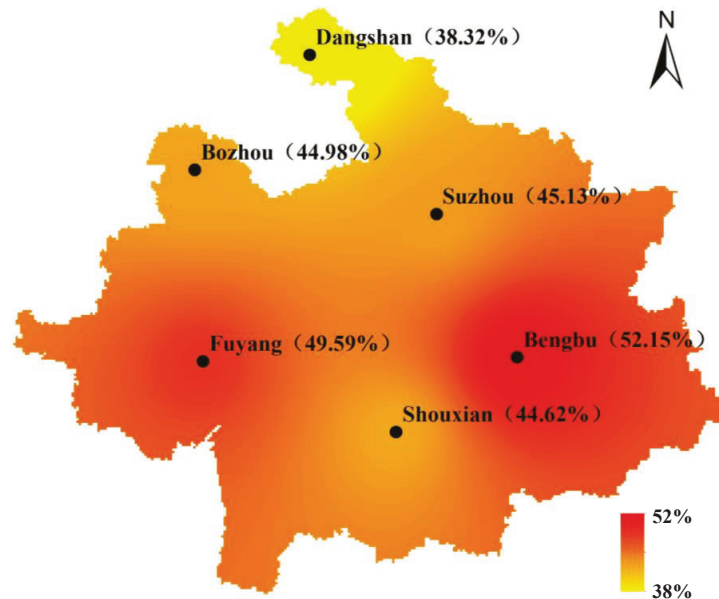 Dangshan（38.32%）
N
Bozhou（44.98%）
Suzhou（45.13%）
Fuyang（49.59%）
Bengbu（52.15%）
Shouxian（44.62%）
52%
38%